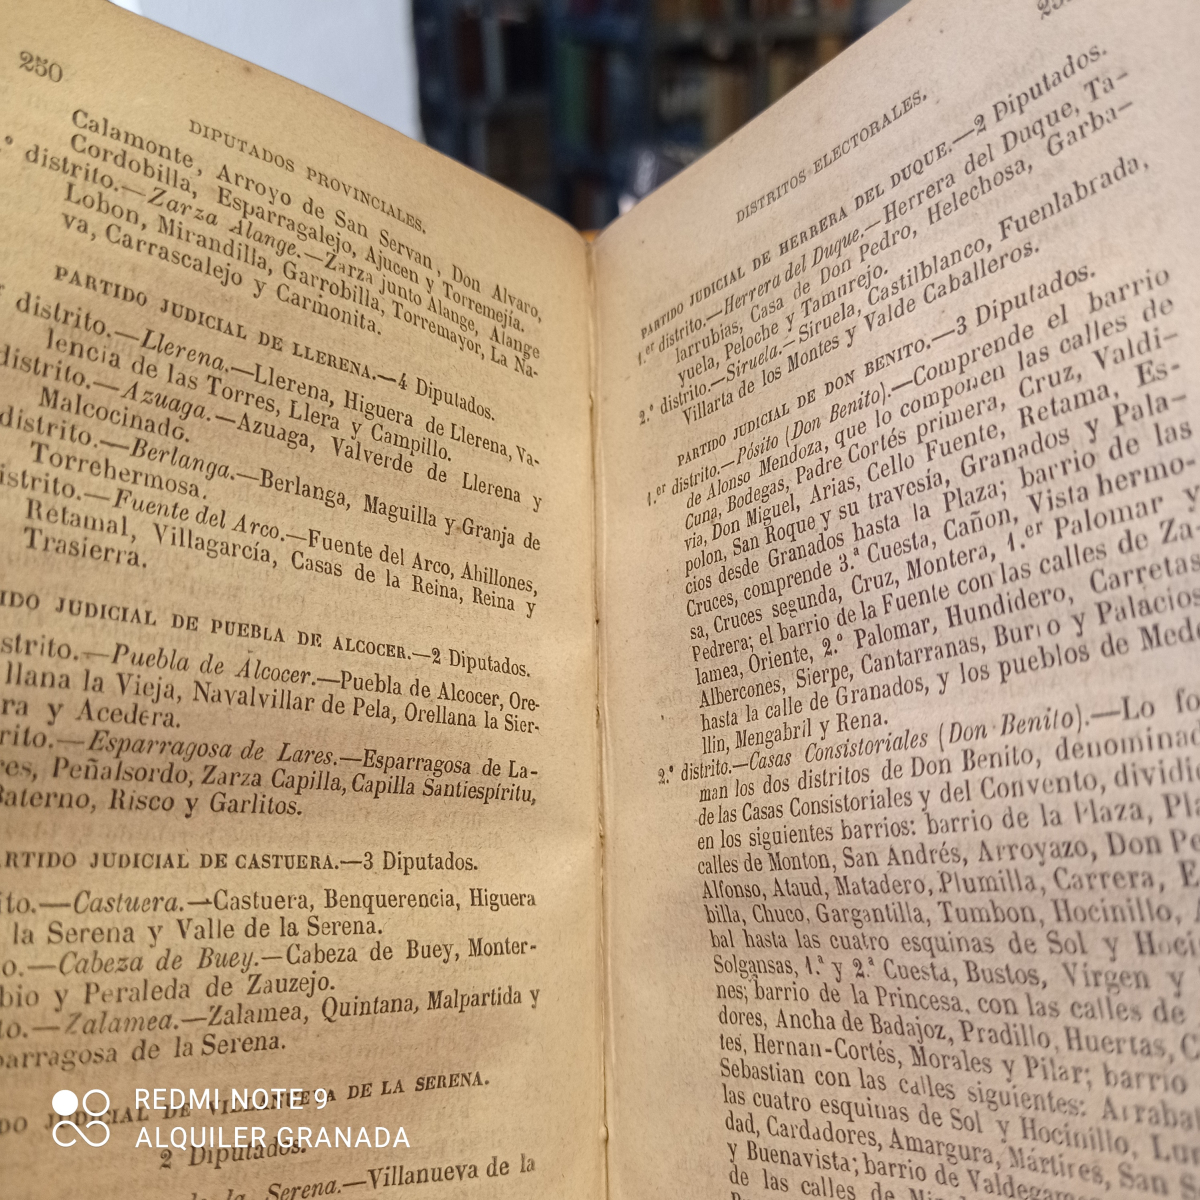 250
DIPUTADOS PROVINCIALES.
Calamonte, Arroyo de San Servan, Don Alvaro,
Cordobilla, Esparragalejo, Ajucen y Torremejía.
.º distrito.—Zarza Alange.—Zarza junto Alange, Alange
Lobon, Mirandilla, Garrobilla, Torremayor, La Na-
va, Carrascalejo y Carmonita.
PARTIDO JUDICIAL DE LLERENA.—4 Diputados.
distrito.—Llerena.—Llerena, Higuera de Llerena, Va-
lencia de las Torres, Llera y Campillo.
distrito.—Azuaga.—Azuaga, Valverde de Llerena y
Malcocinado.
distrito.—Berlanga.—Berlanga, Maguilla y Granja de
Torrehermosa.
istrito.—Fuente del Arco.—Fuente del Arco, Ahillones,
Retamal, Villagarcía, Casas de la Reina, Reina y
Trasierra.
IDO JUDICIAL DE PUEBLA DE ALCOCER.—2 Diputados.
strito.—Puebla de Alcocer.—Puebla de Alcocer, Ore-
llana la Vieja, Navalvillar de Pela, Orellana la Sier-
ra y Acedera.
rito.—Esparragosa de Lares.—Esparragosa de La-
res, Peñalsordo, Zarza Capilla, Capilla Santiespíritu,
Baterno, Risco y Garlitos.
ARTIDO JUDICIAL DE CASTUERA.—3 Diputados.
ito.—Castuera.—Castuera, Benquerencia, Higuera
la Serena y Valle de la Serena.
o.—Cabeza de Buey.—Cabeza de Buey, Monter-
bio y Peraleda de Zauzejo.
to.—Zalamea.—Zalamea, Quintana, Malpartida y
parragosa de la Serena.
DO JUDICIAL DE VILLANUEVA DE LA SERENA.
2 Diputados.
de la Serena.—Villanueva de la
DISTRITOS ELECTORALES.
PARTIDO JUDICIAL DE HERRERA DEL DUQUE.—2 Diputados.
1.er distrito.—Herrera del Duque.—Herrera del Duque, Ta-
larrubias, Casa de Don Pedro, Helechosa, Garba-
yuela, Peloche y Tamurejo.
2.º distrito.—Siruela.—Siruela, Castilblanco, Fuenlabrada,
Villarta de los Montes y Valde Caballeros.
PARTIDO JUDICIAL DE DON BENITO.—3 Diputados.
1.er distrito.—Pósito (Don Benito).—Comprende el barrio
de Alonso Mendoza, que lo componen las calles de
Cuna, Bodegas, Padre Cortés primera, Cruz, Valdi-
via, Don Miguel, Arias, Cello Fuente, Retama, Es-
polon, San Roque y su travesía, Granados y Pala-
cios desde Granados hasta la Plaza; barrio de las
Cruces, comprende 3.ª Cuesta, Cañon, Vista hermo-
sa, Cruces segunda, Cruz, Montera, 1.er Palomar y
Pedrera; el barrio de la Fuente con las calles de Za-
lamea, Oriente, 2.º Palomar, Hundidero, Carretas
Albercones, Sierpe, Cantarranas, Burro y Palacios
hasta la calle de Granados, y los pueblos de Mede
llin, Mengabril y Rena.
2.º distrito.—Casas Consistoriales (Don Benito).—Lo fo
man los dos distritos de Don Benito, denominad
de las Casas Consistoriales y del Convento, dividid
en los siguientes barrios: barrio de la Plaza, Pla
calles de Monton, San Andrés, Arroyazo, Don Pe
Alfonso, Ataud, Matadero, Plumilla, Carrera, E
billa, Chuco, Gargantilla, Tumbon, Hocinillo,
bal hasta las cuatro esquinas de Sol y Hoci
Solgansas, 1.ª y 2.ª Cuesta, Bustos, Virgen y
nes; barrio de la Princesa, con las calles de
dores, Ancha de Badajoz, Pradillo, Huertas, C
tes, Hernan-Cortés, Morales y Pilar; barrio
Sebastian con las calles siguientes: Arrabal
las cuatro esquinas de Sol y Hocinillo, Lun
dad, Cardadores, Amargura, Mártires, San S
y Buenavista; barrio de Valdegam
de las calles de
REDMI NOTE 9
ALQUILER GRANADA